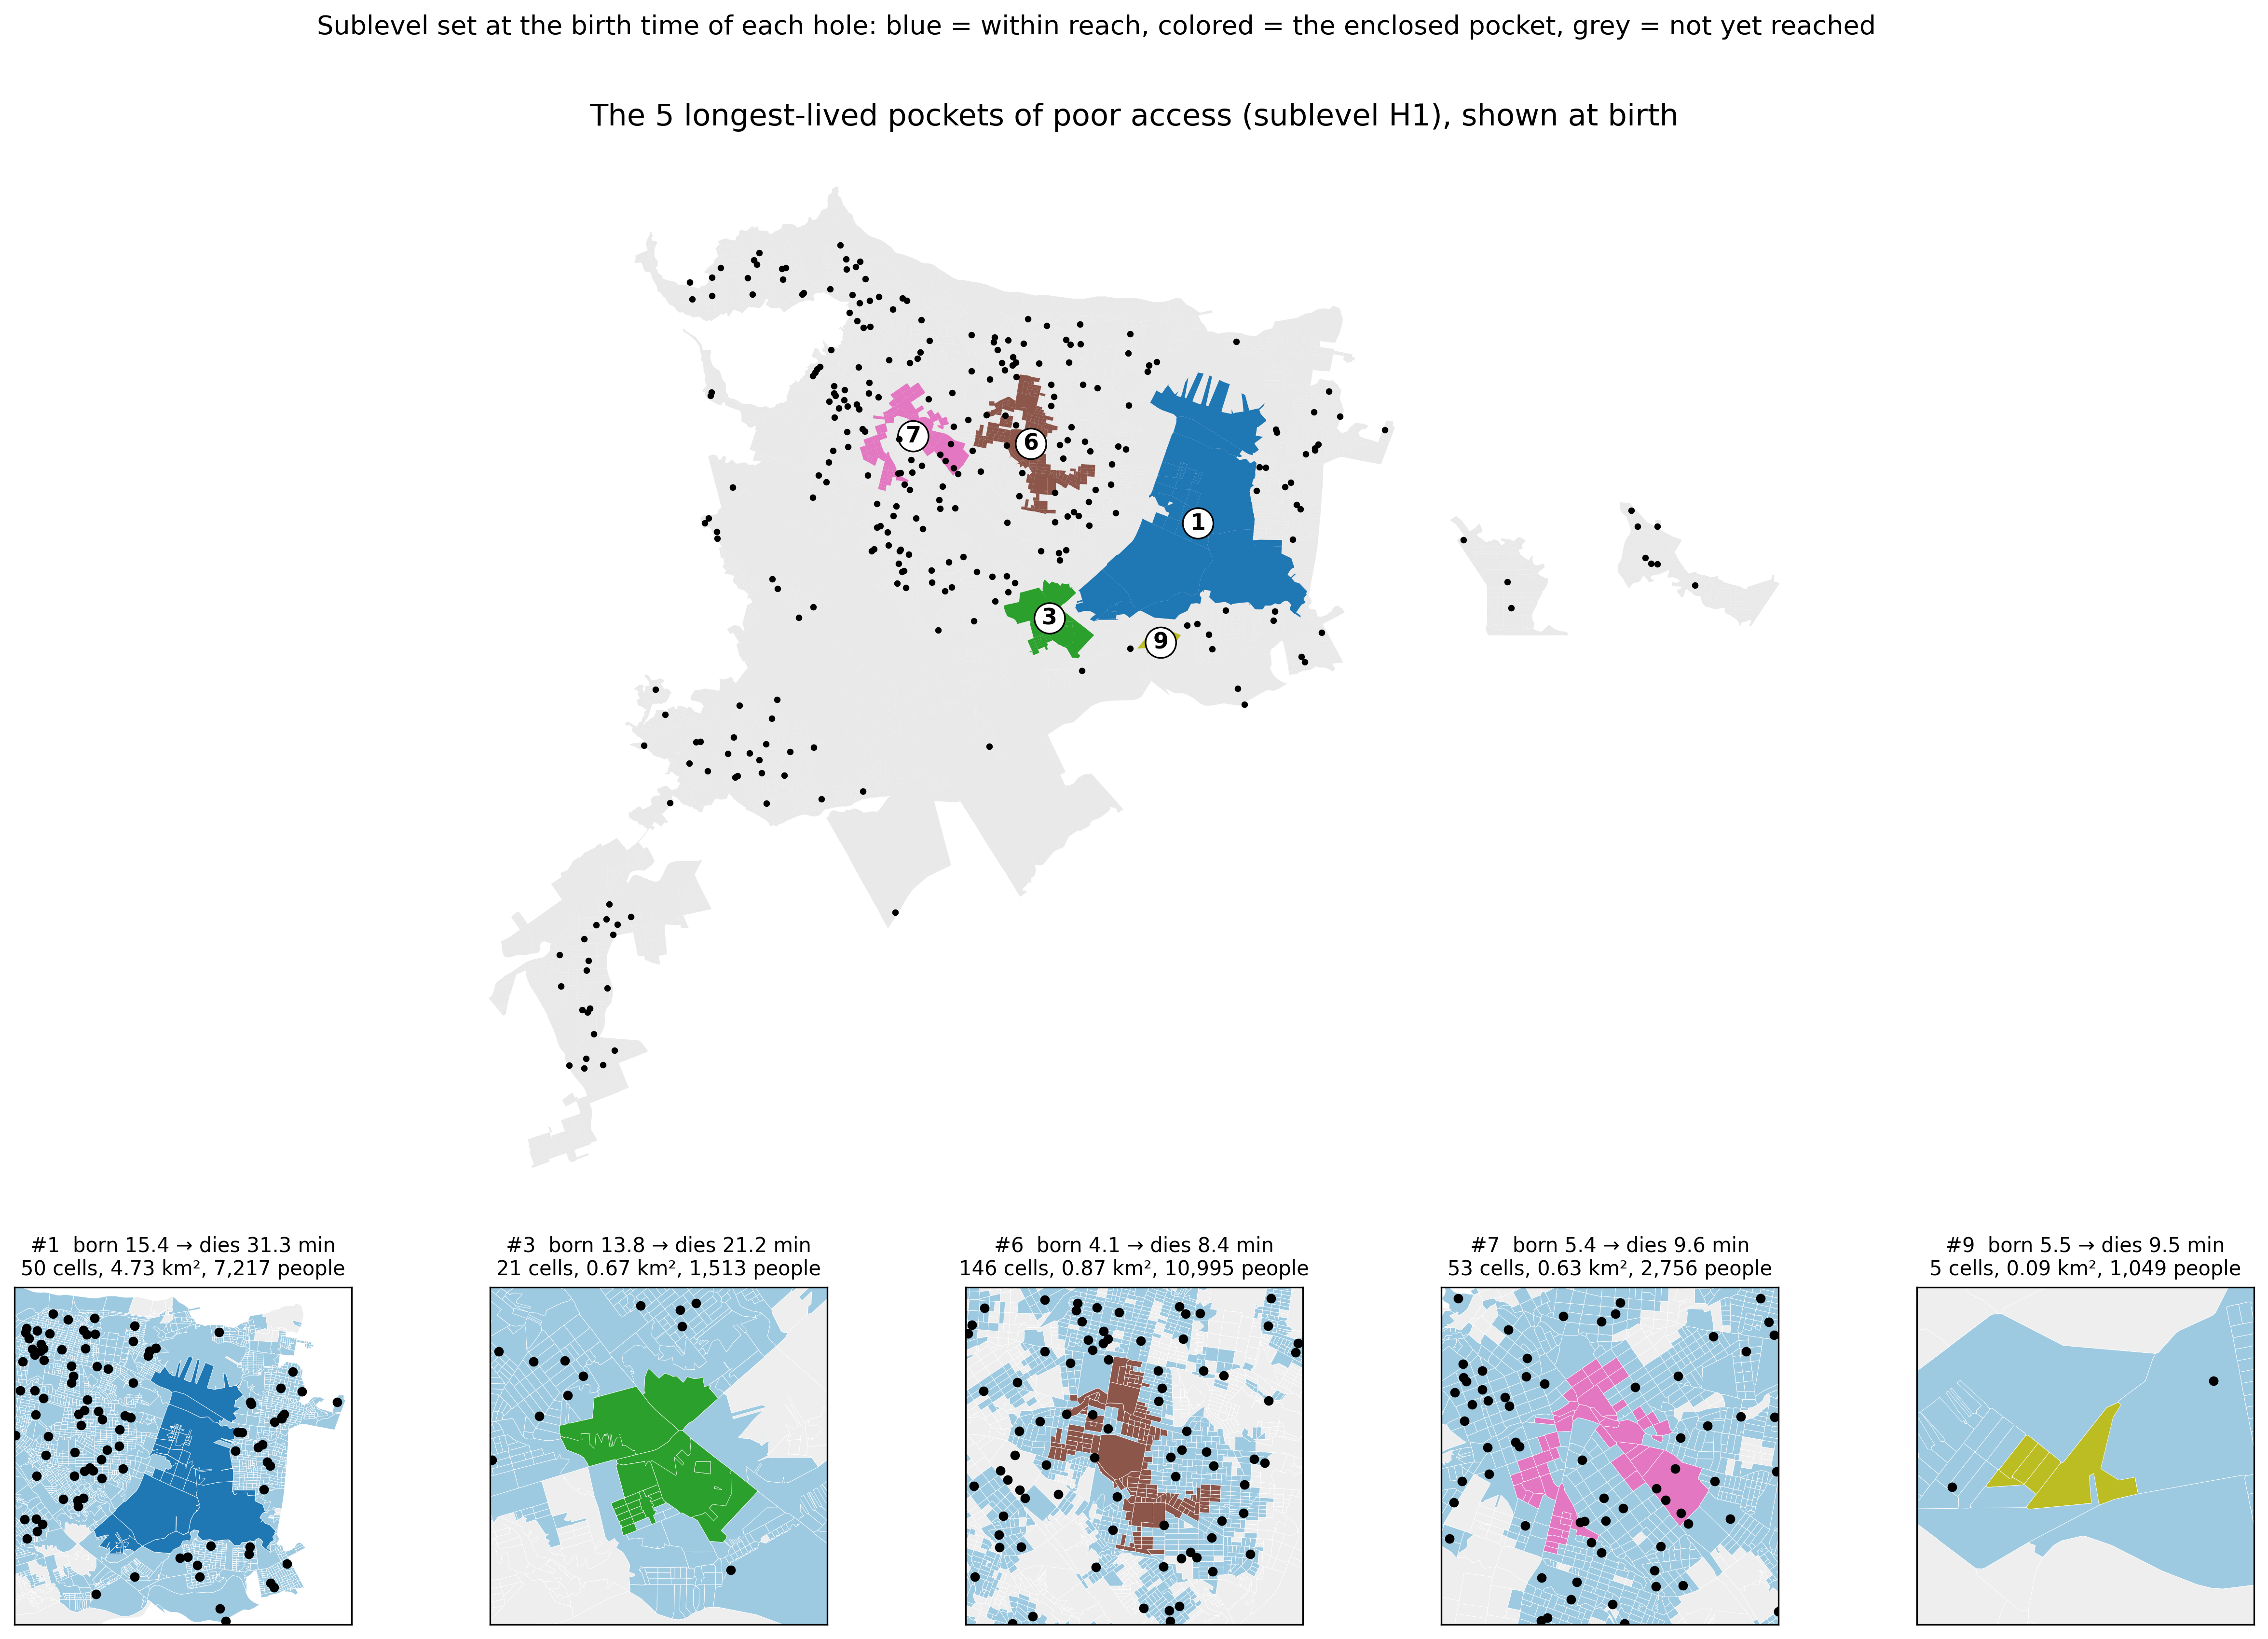 Sublevel set at the birth time of each hole: blue = within reach, colored = the enclosed pocket, grey = not yet reached
The 5 longest-lived pockets of poor access (sublevel H1), shown at birth
7
6
1
3
9
#1  born 15.4 → dies 31.3 min
50 cells, 4.73 km², 7,217 people
#3  born 13.8 → dies 21.2 min
21 cells, 0.67 km², 1,513 people
#6  born 4.1 → dies 8.4 min
146 cells, 0.87 km², 10,995 people
#7  born 5.4 → dies 9.6 min
53 cells, 0.63 km², 2,756 people
#9  born 5.5 → dies 9.5 min
5 cells, 0.09 km², 1,049 people